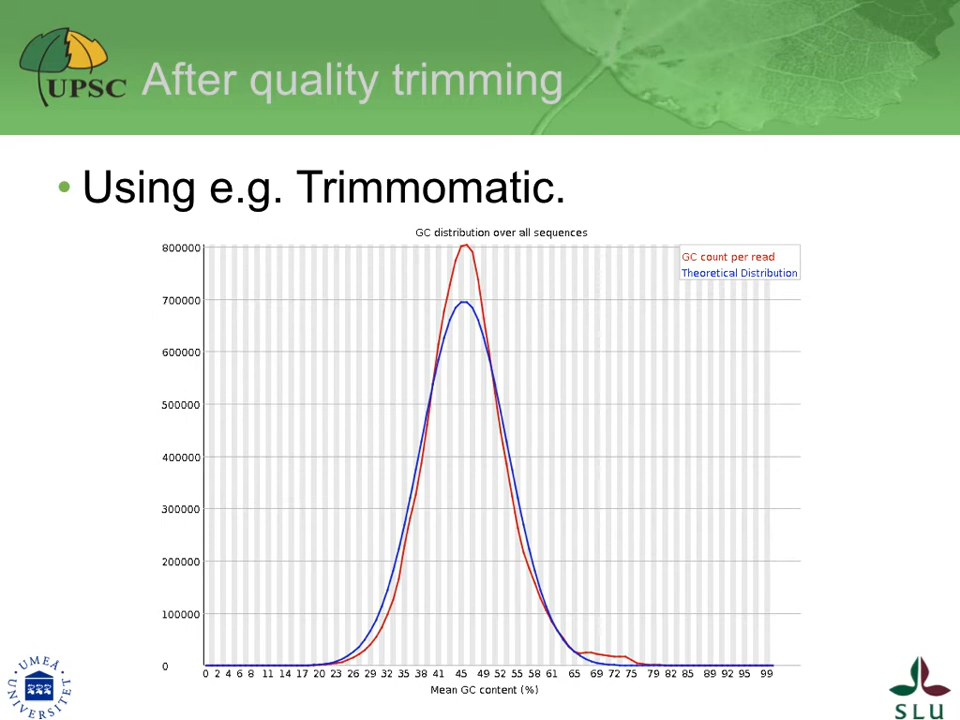 UPSC
After quality trimming
• Using e.g. Trimmomatic.
GC distribution over all sequences
GC count per read
Theoretical Distribution
800000
700000
600000
500000
400000
300000
200000
100000
0
0 2 4 6 8 11 14 17 20 23 26 29 32 35 38 41 45 49 52 55 58 61 65 69 72 75 79 82 85 89 92 95 99
Mean GC content (%)
UMEÅ UNIVERSITET
SLU